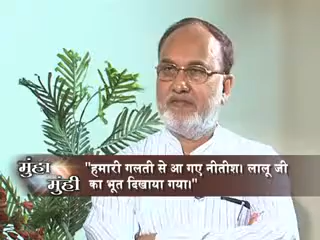 मुंहा
मुंही
"हमारी गलती से आ गए नीतीश। लालू जी
का भूत दिखाया गया।"